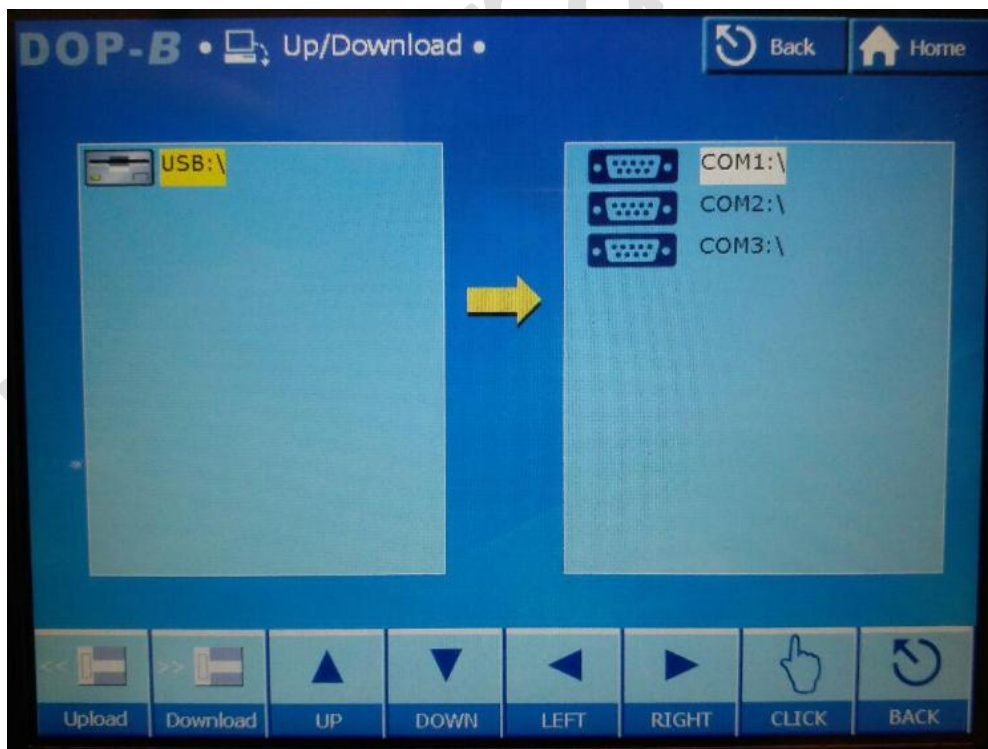 DOP-B • Up/Download •
Back
Home
USB:\
COM1:\
COM2:\
COM3:\
<< Upload
>> Download
UP
DOWN
LEFT
RIGHT
CLICK
BACK